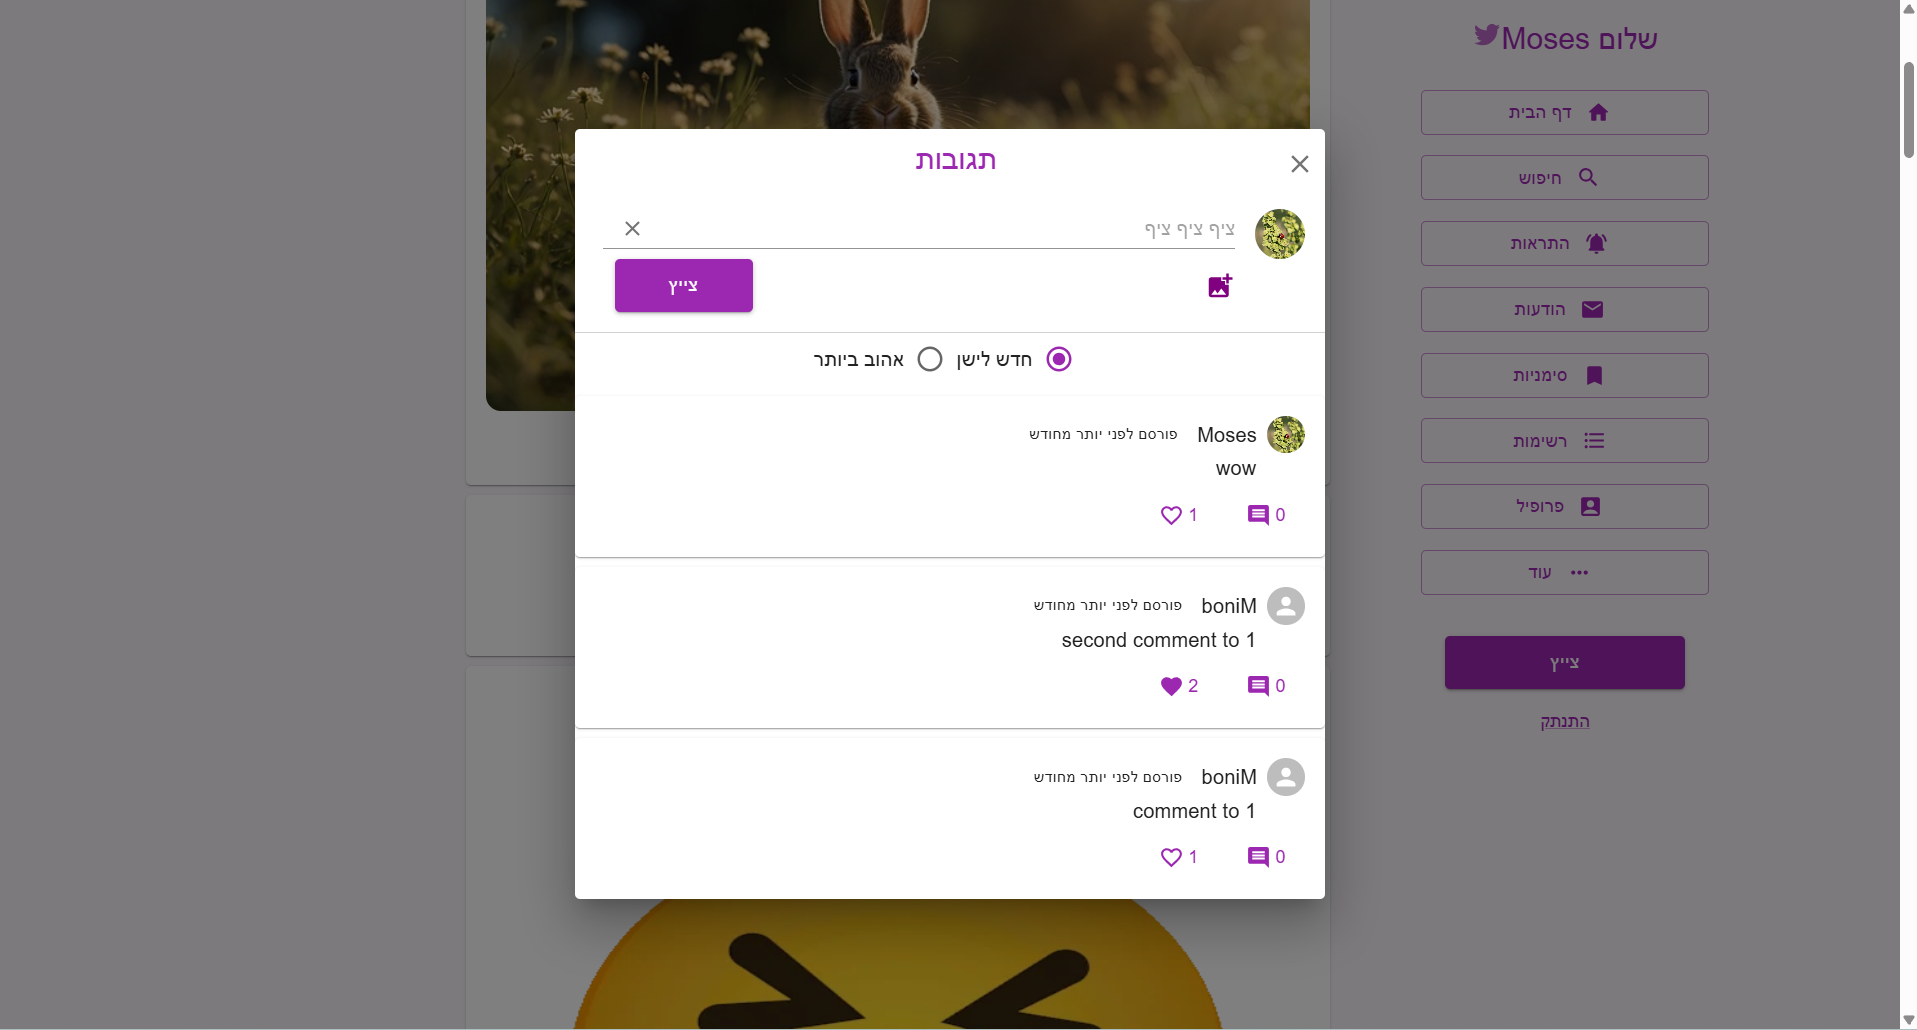 שלום Moses
דף הבית
חיפוש
התראות
הודעות
סימניות
רשימות
פרופיל
עוד
צייץ
התנתק
תגובות
ציף ציף ציף
צייץ
חדש לישן
אהוב ביותר
Moses פורסם לפני יותר מחודש
wow
0 1
boniM פורסם לפני יותר מחודש
second comment to 1
0 2
boniM פורסם לפני יותר מחודש
comment to 1
0 1